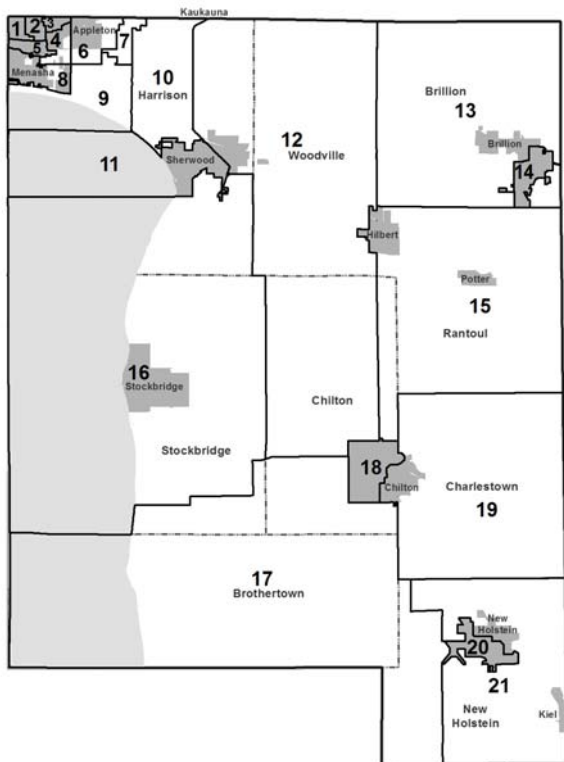 Kaukauna
1
2
3
4
5
Appleton
6
7
Menasha
8
9
10
Harrison
11
Sherwood
12
Woodville
Brillion
13
Brillion
14
Hilbert
Potter
15
Rantoul
16
Stockbridge
Chilton
Stockbridge
18
Chilton
Charlestown
19
17
Brothertown
New
Holstein
20
21
New
Holstein
Kiel